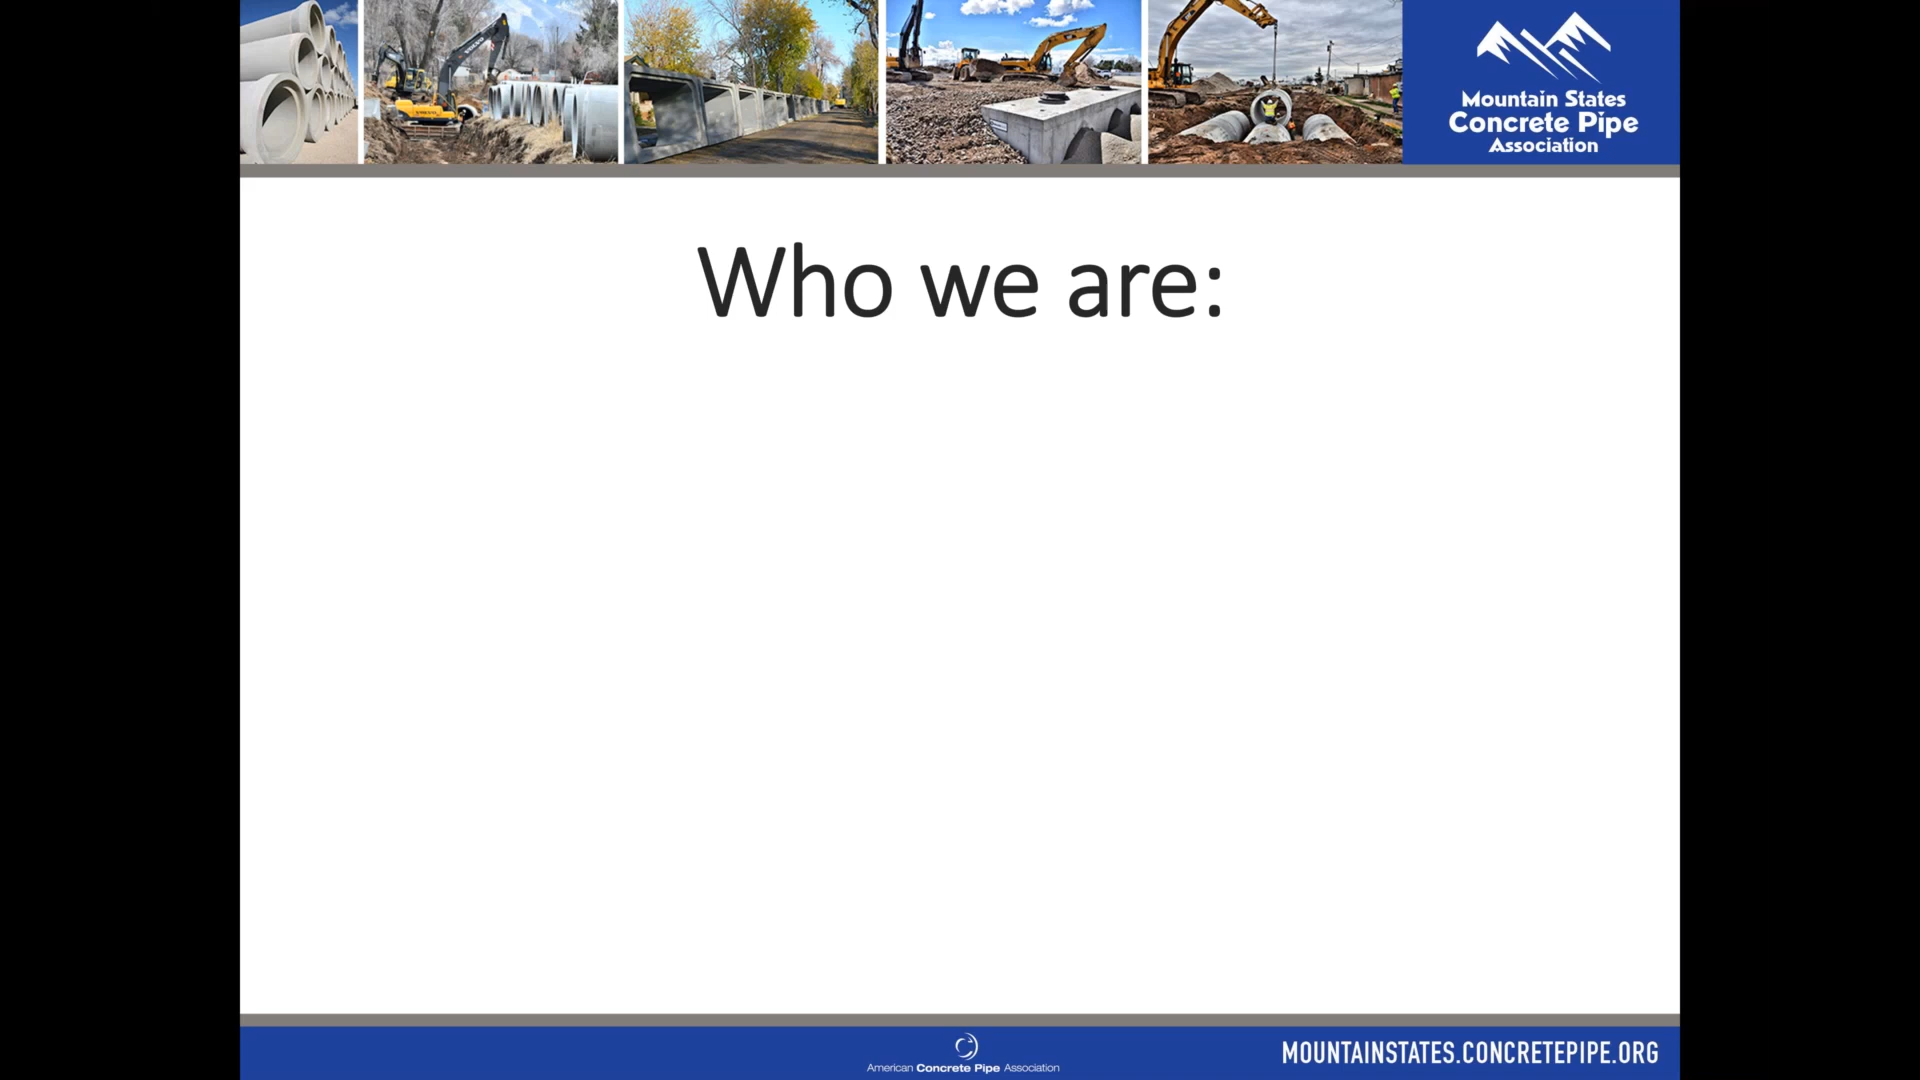 Mountain States
Concrete Pipe
Association
Who we are:
American Concrete Pipe Association
MOUNTAINSTATES.CONCRETEPIPE.ORG